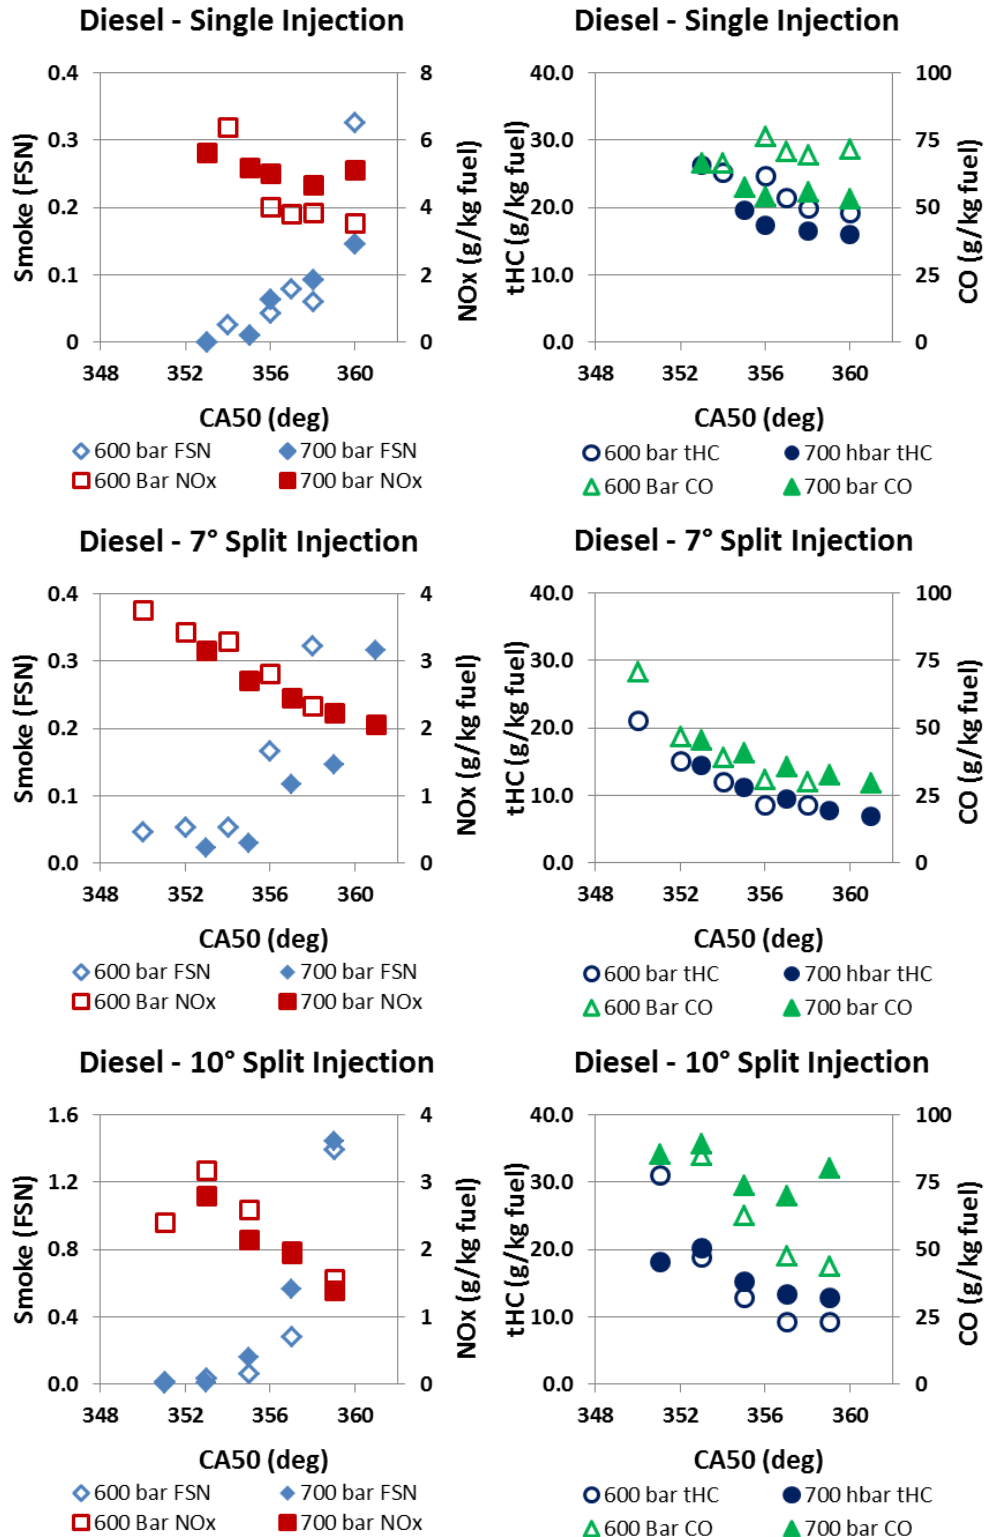 Diesel - Single Injection
Smoke (FSN)
0.4
0.3
0.2
0.1
0
8
6
4
2
0
NOx (g/kg fuel)
348 352 356 360
CA50 (deg)
600 bar FSN 700 bar FSN
600 Bar NOx 700 bar NOx
Diesel - Single Injection
tHC (g/kg fuel)
40.0
30.0
20.0
10.0
0.0
100
75
50
25
0
CO (g/kg fuel)
348 352 356 360
CA50 (deg)
600 bar tHC 700 hbar tHC
600 Bar CO 700 bar CO
Diesel - 7° Split Injection
Smoke (FSN)
0.4
0.3
0.2
0.1
0.0
4
3
2
1
0
NOx (g/kg fuel)
348 352 356 360
CA50 (deg)
600 bar FSN 700 bar FSN
600 Bar NOx 700 bar NOx
Diesel - 7° Split Injection
tHC (g/kg fuel)
40.0
30.0
20.0
10.0
0.0
100
75
50
25
0
CO (g/kg fuel)
348 352 356 360
CA50 (deg)
600 bar tHC 700 hbar tHC
600 Bar CO 700 bar CO
Diesel - 10° Split Injection
Smoke (FSN)
1.6
1.2
0.8
0.4
0.0
4
3
2
1
0
NOx (g/kg fuel)
348 352 356 360
CA50 (deg)
600 bar FSN 700 bar FSN
600 Bar NOx 700 bar NOx
Diesel - 10° Split Injection
tHC (g/kg fuel)
40.0
30.0
20.0
10.0
0.0
100
75
50
25
0
CO (g/kg fuel)
348 352 356 360
CA50 (deg)
600 bar tHC 700 hbar tHC
600 Bar CO 700 bar CO